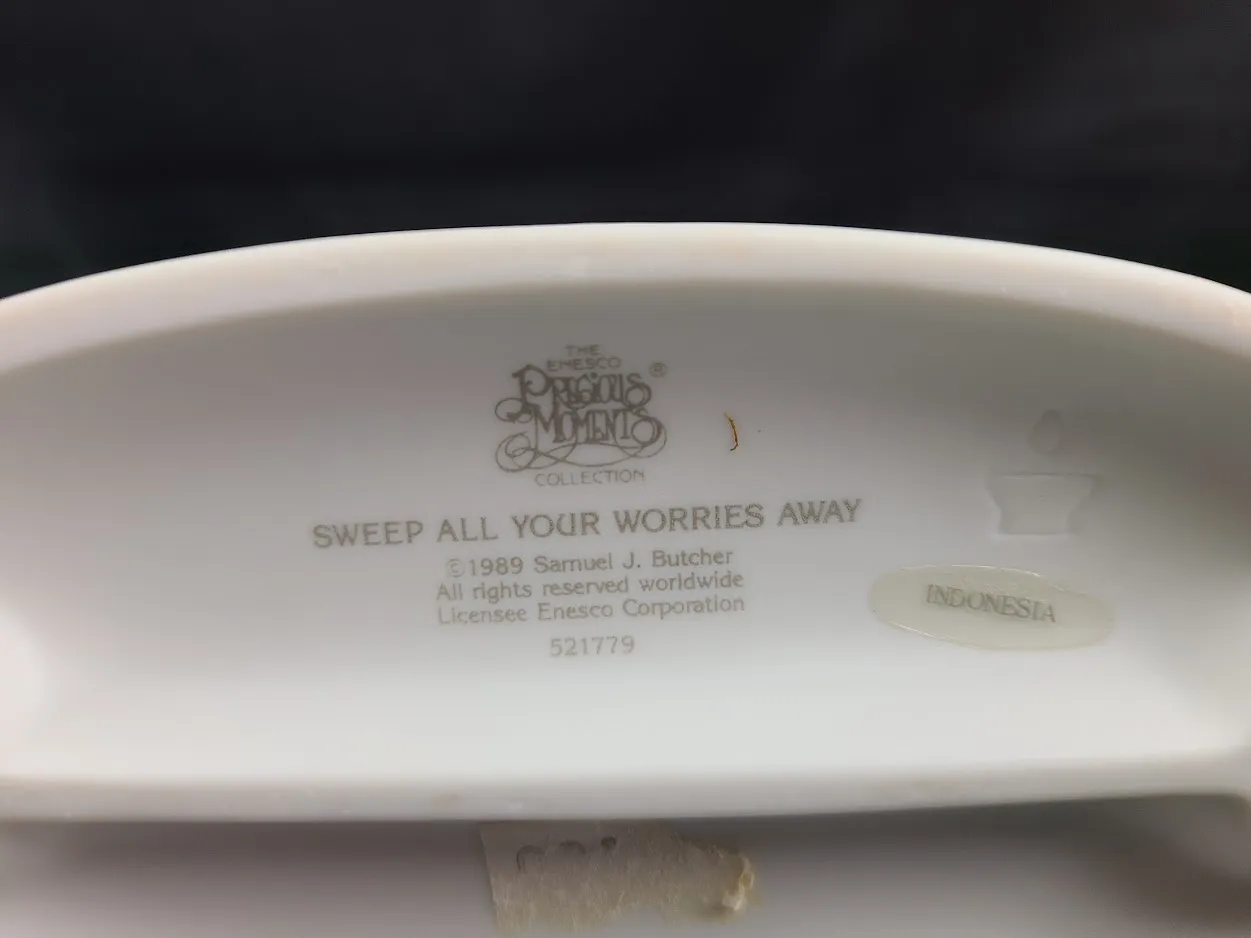 THE
ENESCO
PRECIOUS
MOMENTS ®
COLLECTION
SWEEP ALL YOUR WORRIES AWAY
©1989 Samuel J. Butcher
All rights reserved worldwide
Licensee Enesco Corporation
521779
INDONESIA